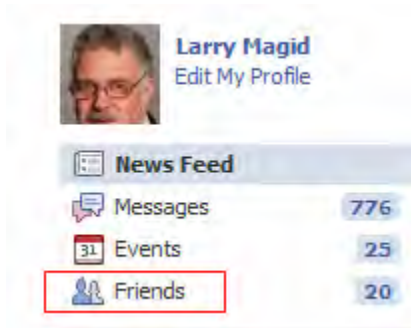 Larry Magid
Edit My Profile
News Feed
Messages 776
31 Events 25
Friends 20